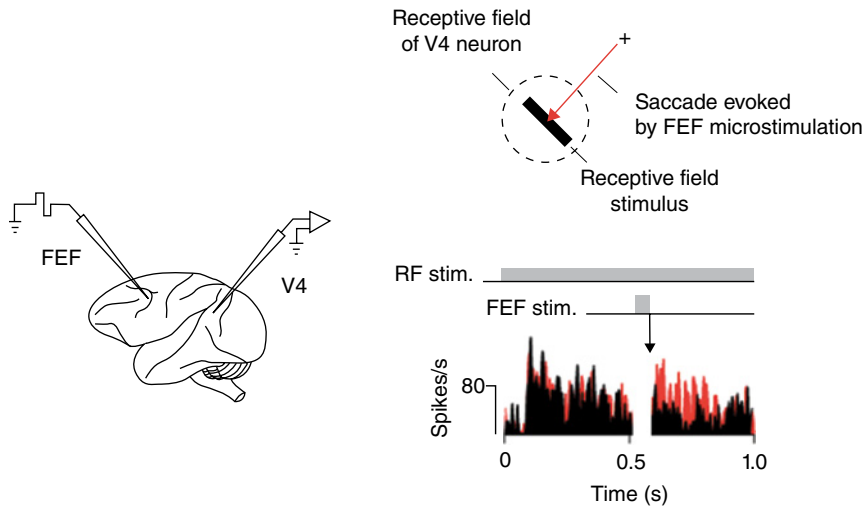 Receptive field
of V4 neuron
+
Saccade evoked
by FEF microstimulation
Receptive field
stimulus
FEF
V4
RF stim.
FEF stim.
80
Spikes/s
0
0.5
1.0
Time (s)